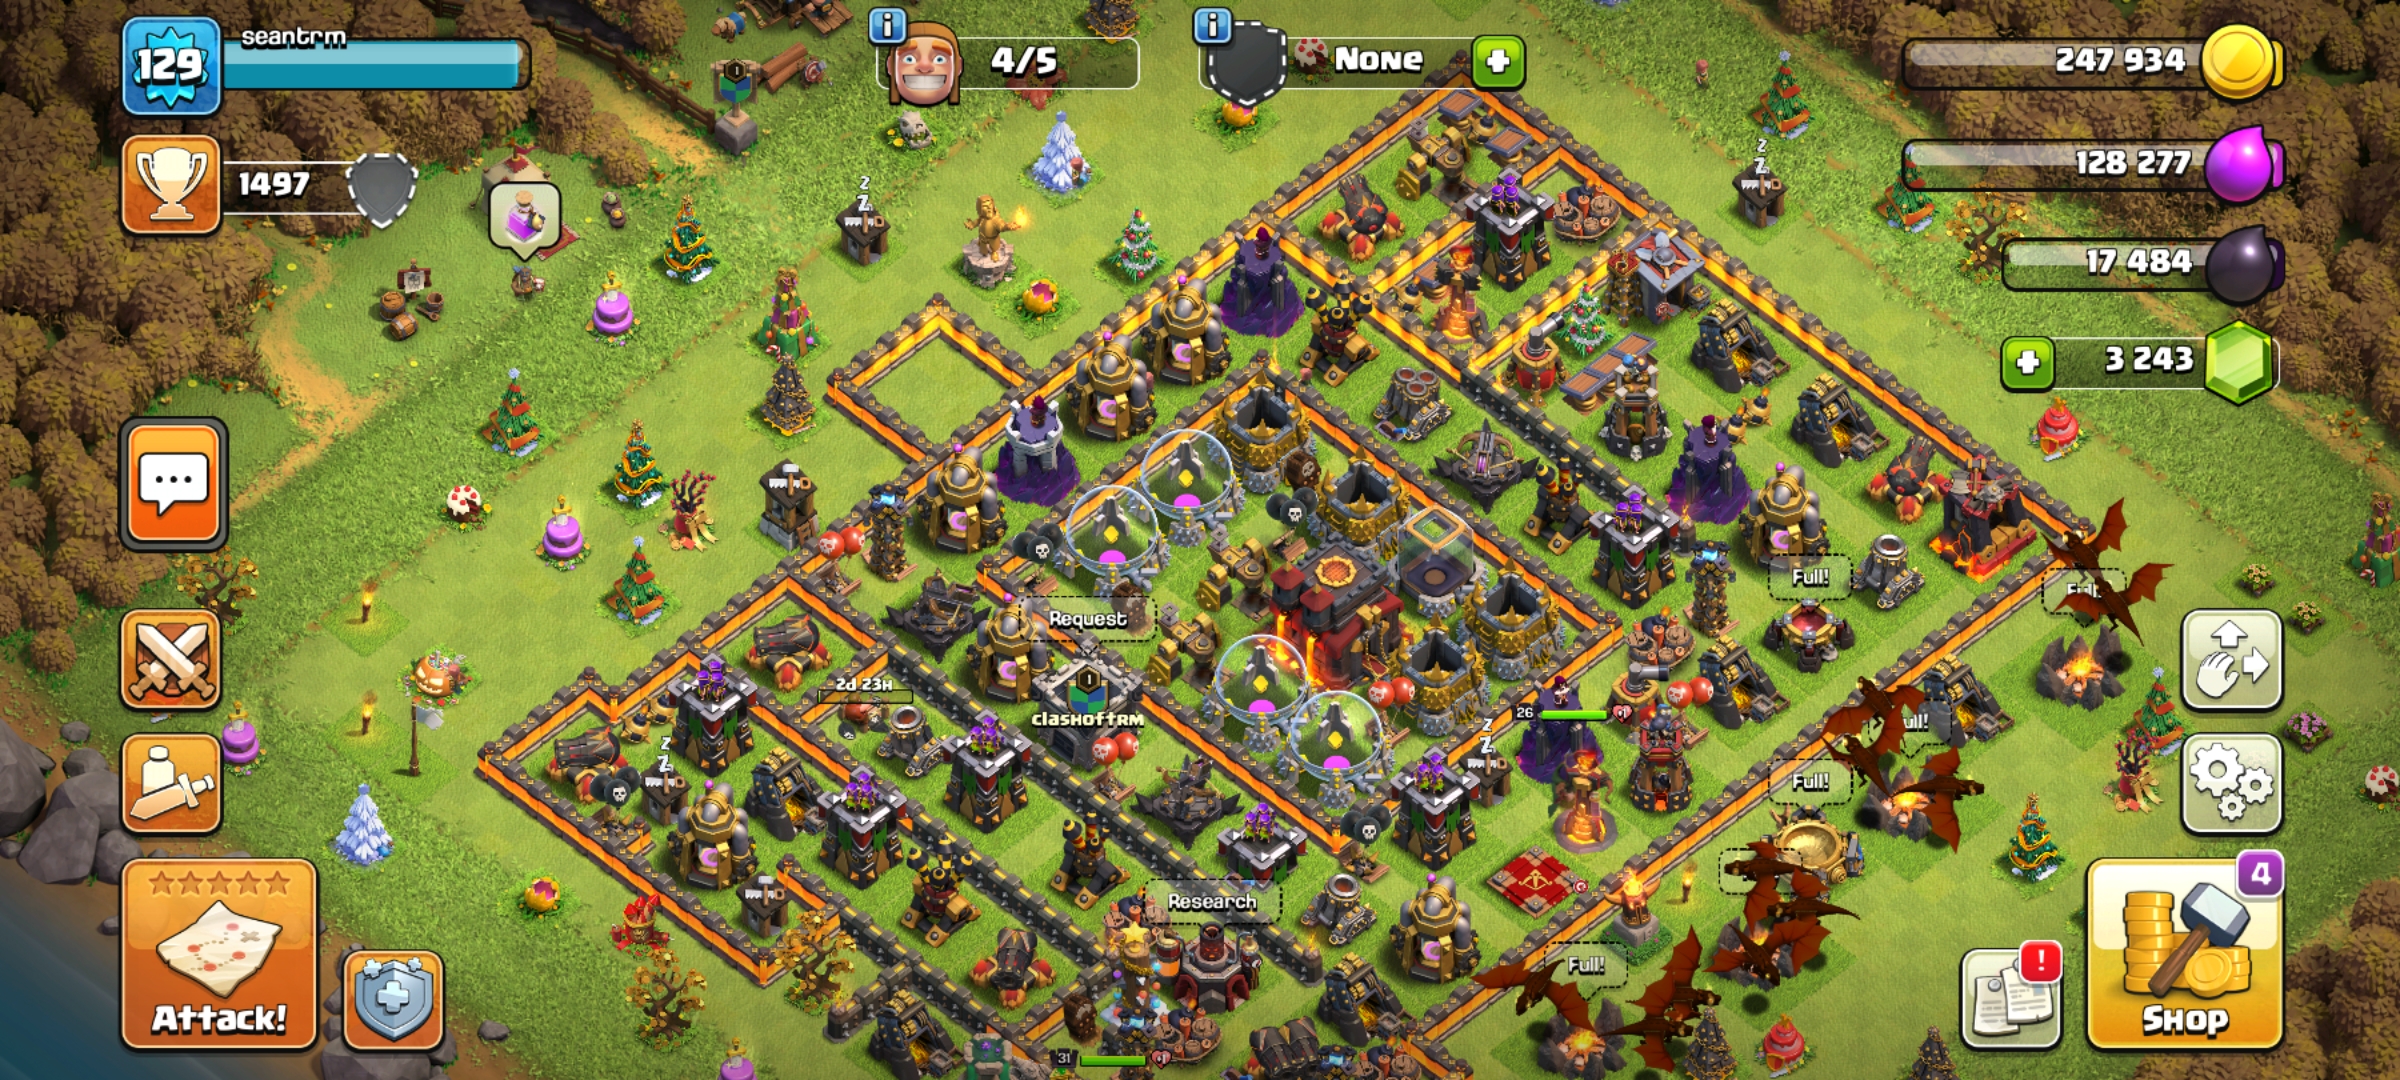 129
seantrm
4/5
None
247 934
1497
128 277
17 484
3 243
Full!
Request
2d 23h
clashoftrm
26
Full!
Research
Full!
4
Attack!
Shop
31